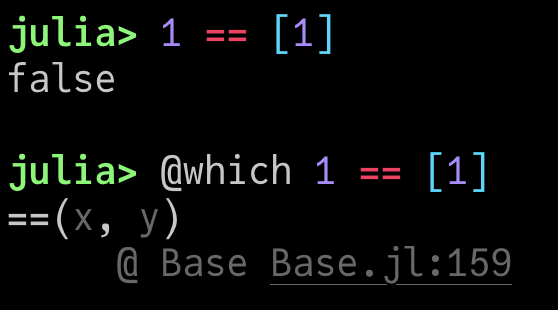 julia> 1 == [1]
false
julia> @which 1 == [1]
==(x, y)
@ Base Base.jl:159